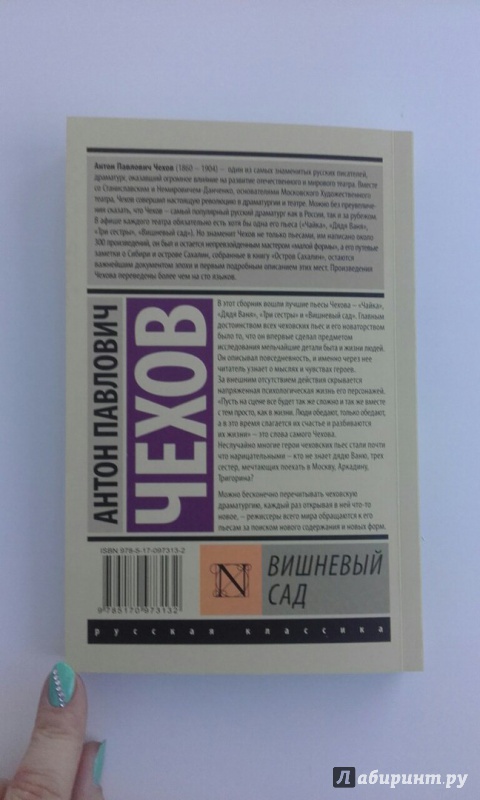 Антон Павлович Чехов (1860 – 1904) – один из самых знаменитых русских писателей,
драматург, оказавший огромное влияние на развитие отечественного и мирового театра. Вместе
со Станиславским и Немировичем-Данченко, основателями Московского Художественного
театра, Чехов совершил настоящую революцию в драматургии и театре. Можно без преувеличе-
ния сказать, что Чехов – самый популярный русский драматург как в России, так и за рубежом.
В афише каждого театра обязательно есть хотя бы одна его пьеса («Чайка», «Дядя Ваня»,
«Три сестры», «Вишневый сад»). Но знаменит Чехов не только пьесами, им написано около
300 произведений, он был и остается непревзойденным мастером «малой формы», а его путевые
заметки о Сибири и острове Сахалин, собранные в книгу «Остров Сахалин», остаются
важнейшим документом эпохи и первым подробным описанием этих мест. Произведения
Чехова переведены более чем на сто языков.
АНТОН ПАВЛОВИЧ
ЧЕХОВ
В этот сборник вошли лучшие пьесы Чехова – «Чайка»,
«Дядя Ваня», «Три сестры» и «Вишневый сад». Главным
достоинством всех чеховских пьес и его новаторством
было то, что он впервые сделал предметом
исследования мельчайшие детали быта и жизни людей.
Он описывал повседневность, и именно через нее
читатель узнает о мыслях и чувствах героев.
За внешним отсутствием действия скрывается
напряженная психологическая жизнь его персонажей.
«Пусть на сцене все будет так же сложно и так же вместе
с тем просто, как в жизни. Люди обедают, только обедают,
а в это время слагается их счастье и разбиваются
их жизни» – это слова самого Чехова.
Неслучайно многие герои чеховских пьес стали почти
что нарицательными – кто не знает дядю Ваню, трех
сестер, мечтающих поехать в Москву, Аркадину,
Тригорина?
Можно бесконечно перечитывать чеховскую
драматургию, каждый раз открывая в ней что-то
новое, – режиссеры всего мира обращаются к его
пьесам за поиском нового содержания и новых форм.
ISBN 978-5-17-097313-2
9 785170 973132
N
ВИШНЕВЫЙ
САД
русская классика
Лабиринт.ру